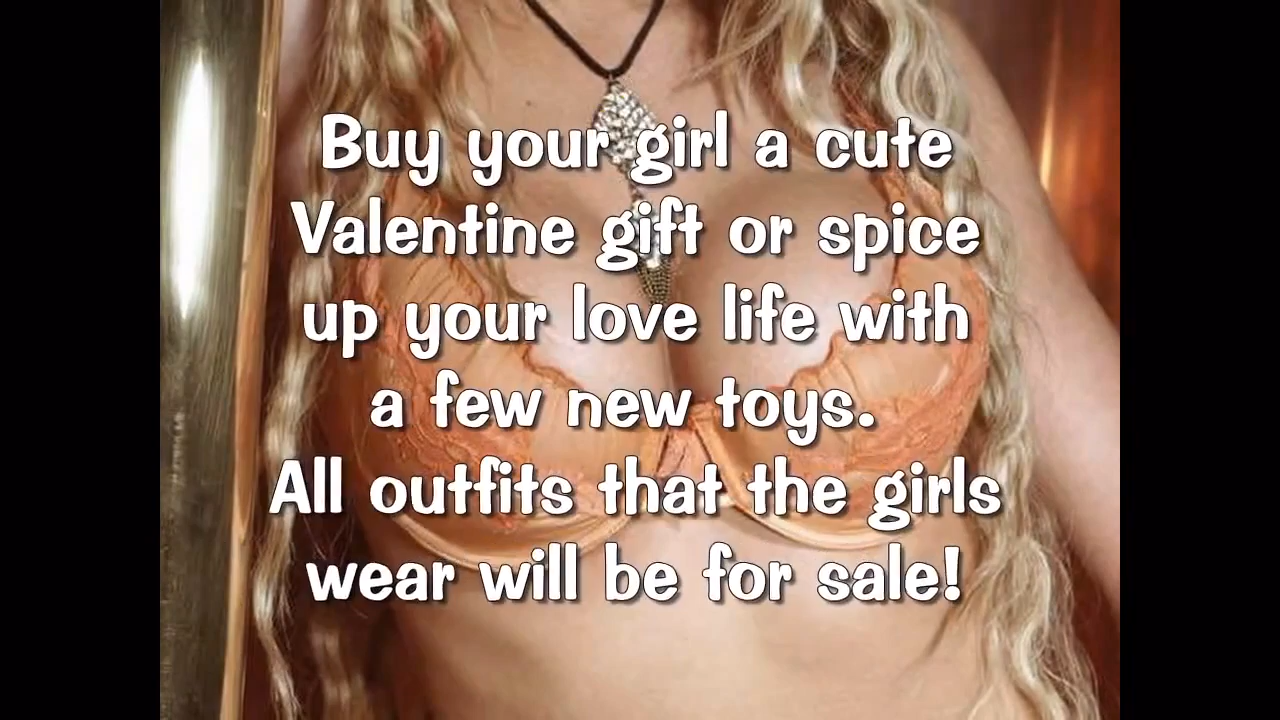 Buy your girl a cute
Valentine gift or spice
up your love life with
a few new toys.
All outfits that the girls
wear will be for sale!